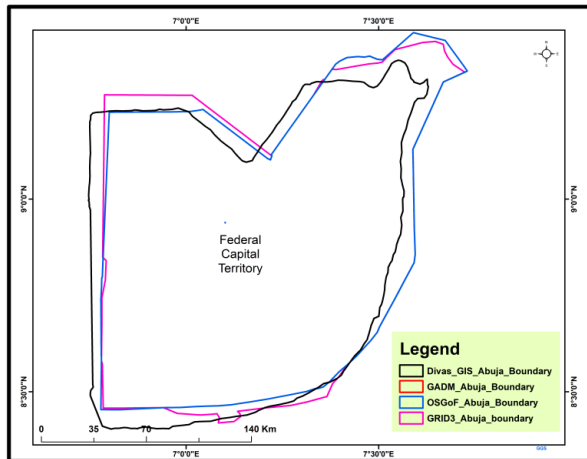 7°0'0"E
7°30'0"E
9°0'0"N
9°0'0"N
Federal
Capital
Territory
Legend
Divas_GIS_Abuja_Boundary
GADM_Abuja_Boundary
OSGoF_Abuja_Boundary
GRID3_Abuja_boundary
8°30'0"N
8°30'0"N
0
35
70
140 Km
7°0'0"E
7°30'0"E